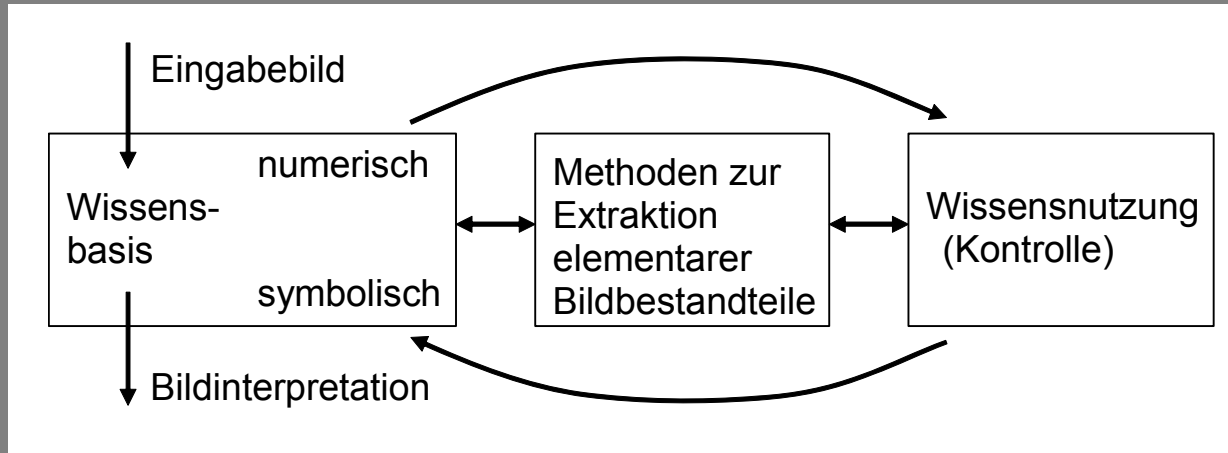 Eingabebild
numerisch
Wissens-
basis
symbolisch
Bildinterpretation
Methoden zur
Extraktion
elementarer
Bildbestandteile
Wissensnutzung
(Kontrolle)